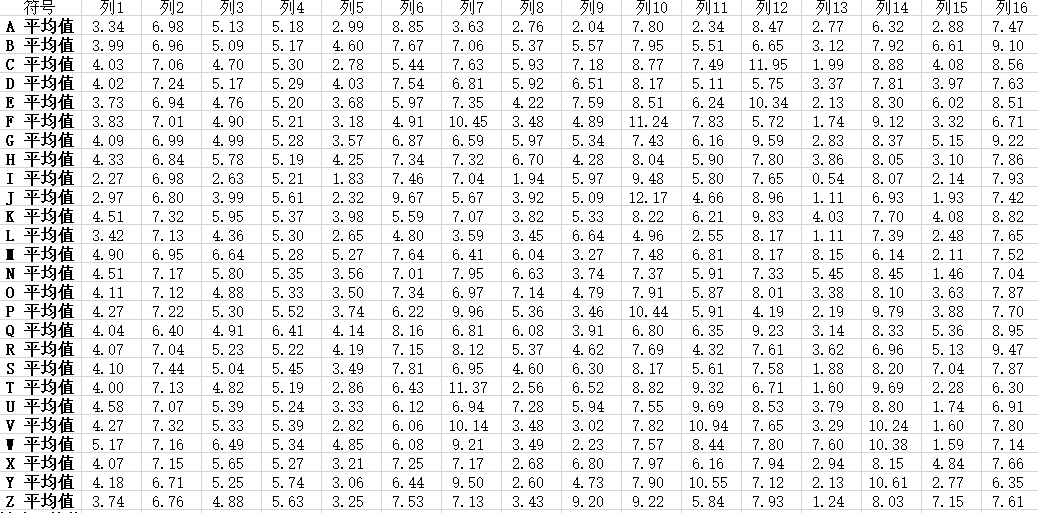 符号 列1 列2 列3 列4 列5 列6 列7 列8 列9 列10 列11 列12 列13 列14 列15 列16
A 平均值 3.34 6.98 5.13 5.18 2.99 8.85 3.63 2.76 2.04 7.80 2.34 8.47 2.77 6.32 2.88 7.47
B 平均值 3.99 6.96 5.09 5.17 4.60 7.67 7.06 5.37 5.57 7.95 5.51 6.65 3.12 7.92 6.61 9.10
C 平均值 4.03 7.06 4.70 5.30 2.78 5.44 7.63 5.93 7.18 8.77 7.49 11.95 1.99 8.88 4.08 8.56
D 平均值 4.02 7.24 5.17 5.29 4.03 7.54 6.81 5.92 6.51 8.17 5.11 5.75 3.37 7.81 3.97 7.63
E 平均值 3.73 6.94 4.76 5.20 3.68 5.97 7.35 4.22 7.59 8.51 6.24 10.34 2.13 8.30 6.02 8.51
F 平均值 3.83 7.01 4.90 5.21 3.18 4.91 10.45 3.48 4.89 11.24 7.83 5.72 1.74 9.12 3.32 6.71
G 平均值 4.09 6.99 4.99 5.28 3.57 6.87 6.59 5.97 5.34 7.43 6.16 9.59 2.83 8.37 5.15 9.22
H 平均值 4.33 6.84 5.78 5.19 4.25 7.34 7.32 6.70 4.28 8.04 5.90 7.80 3.86 8.05 3.10 7.86
I 平均值 2.27 6.98 2.63 5.21 1.83 7.46 7.04 1.94 5.97 9.48 5.80 7.65 0.54 8.07 2.14 7.93
J 平均值 2.97 6.80 3.99 5.61 2.32 9.67 5.67 3.92 5.09 12.17 4.66 8.96 1.11 6.93 1.93 7.42
K 平均值 4.51 7.32 5.95 5.37 3.98 5.59 7.07 3.82 5.33 8.22 6.21 9.83 4.03 7.70 4.08 8.82
L 平均值 3.42 7.13 4.36 5.30 2.65 4.80 3.59 3.45 6.64 4.96 2.55 8.17 1.11 7.39 2.48 7.65
M 平均值 4.90 6.95 6.64 5.28 5.27 7.64 6.41 6.04 3.27 7.48 6.81 8.17 8.15 6.14 2.11 7.52
N 平均值 4.51 7.17 5.80 5.35 3.56 7.01 7.95 6.63 3.74 7.37 5.91 7.33 5.45 8.45 1.46 7.04
O 平均值 4.11 7.12 4.88 5.33 3.50 7.34 6.97 7.14 4.79 7.91 5.87 8.01 3.38 8.10 3.63 7.87
P 平均值 4.27 7.22 5.30 5.52 3.74 6.22 9.96 5.36 3.46 10.44 5.91 4.19 2.19 9.79 3.88 7.70
Q 平均值 4.04 6.40 4.91 6.41 4.14 8.16 6.81 6.08 3.91 6.80 6.35 9.23 3.14 8.33 5.36 8.95
R 平均值 4.07 7.04 5.23 5.22 4.19 7.15 8.12 5.37 4.62 7.69 4.32 7.61 3.62 6.96 5.13 9.47
S 平均值 4.10 7.44 5.04 5.45 3.49 7.81 6.95 4.60 6.30 8.17 5.61 7.58 1.88 8.20 7.04 7.87
T 平均值 4.00 7.13 4.82 5.19 2.86 6.43 11.37 2.56 6.52 8.82 9.32 6.71 1.60 9.69 2.28 6.30
U 平均值 4.58 7.07 5.39 5.24 3.33 6.12 6.94 7.28 5.94 7.55 9.69 8.53 3.79 8.80 1.74 6.91
V 平均值 4.27 7.32 5.33 5.39 2.82 6.06 10.14 3.48 3.02 7.82 10.94 7.65 3.29 10.24 1.60 7.80
W 平均值 5.17 7.16 6.49 5.34 4.85 6.08 9.21 3.49 2.23 7.57 8.44 7.80 7.60 10.38 1.59 7.14
X 平均值 4.07 7.15 5.65 5.27 3.21 7.25 7.17 2.68 6.80 7.97 6.16 7.94 2.94 8.15 4.84 7.66
Y 平均值 4.18 6.71 5.25 5.74 3.06 6.44 9.50 2.60 4.73 7.90 10.55 7.12 2.13 10.61 2.77 6.35
Z 平均值 3.74 6.76 4.88 5.63 3.25 7.53 7.13 3.43 9.20 9.22 5.84 7.93 1.24 8.03 7.15 7.61